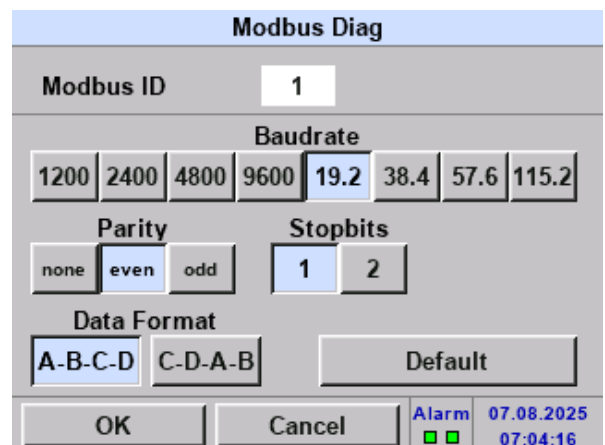 Modbus Diag
Modbus ID 1
Baudrate
1200 2400 4800 9600 19.2 38.4 57.6 115.2
Parity Stopbits
none even odd 1 2
Data Format
A-B-C-D C-D-A-B Default
OK Cancel Alarm 07.08.2025
07:04:16